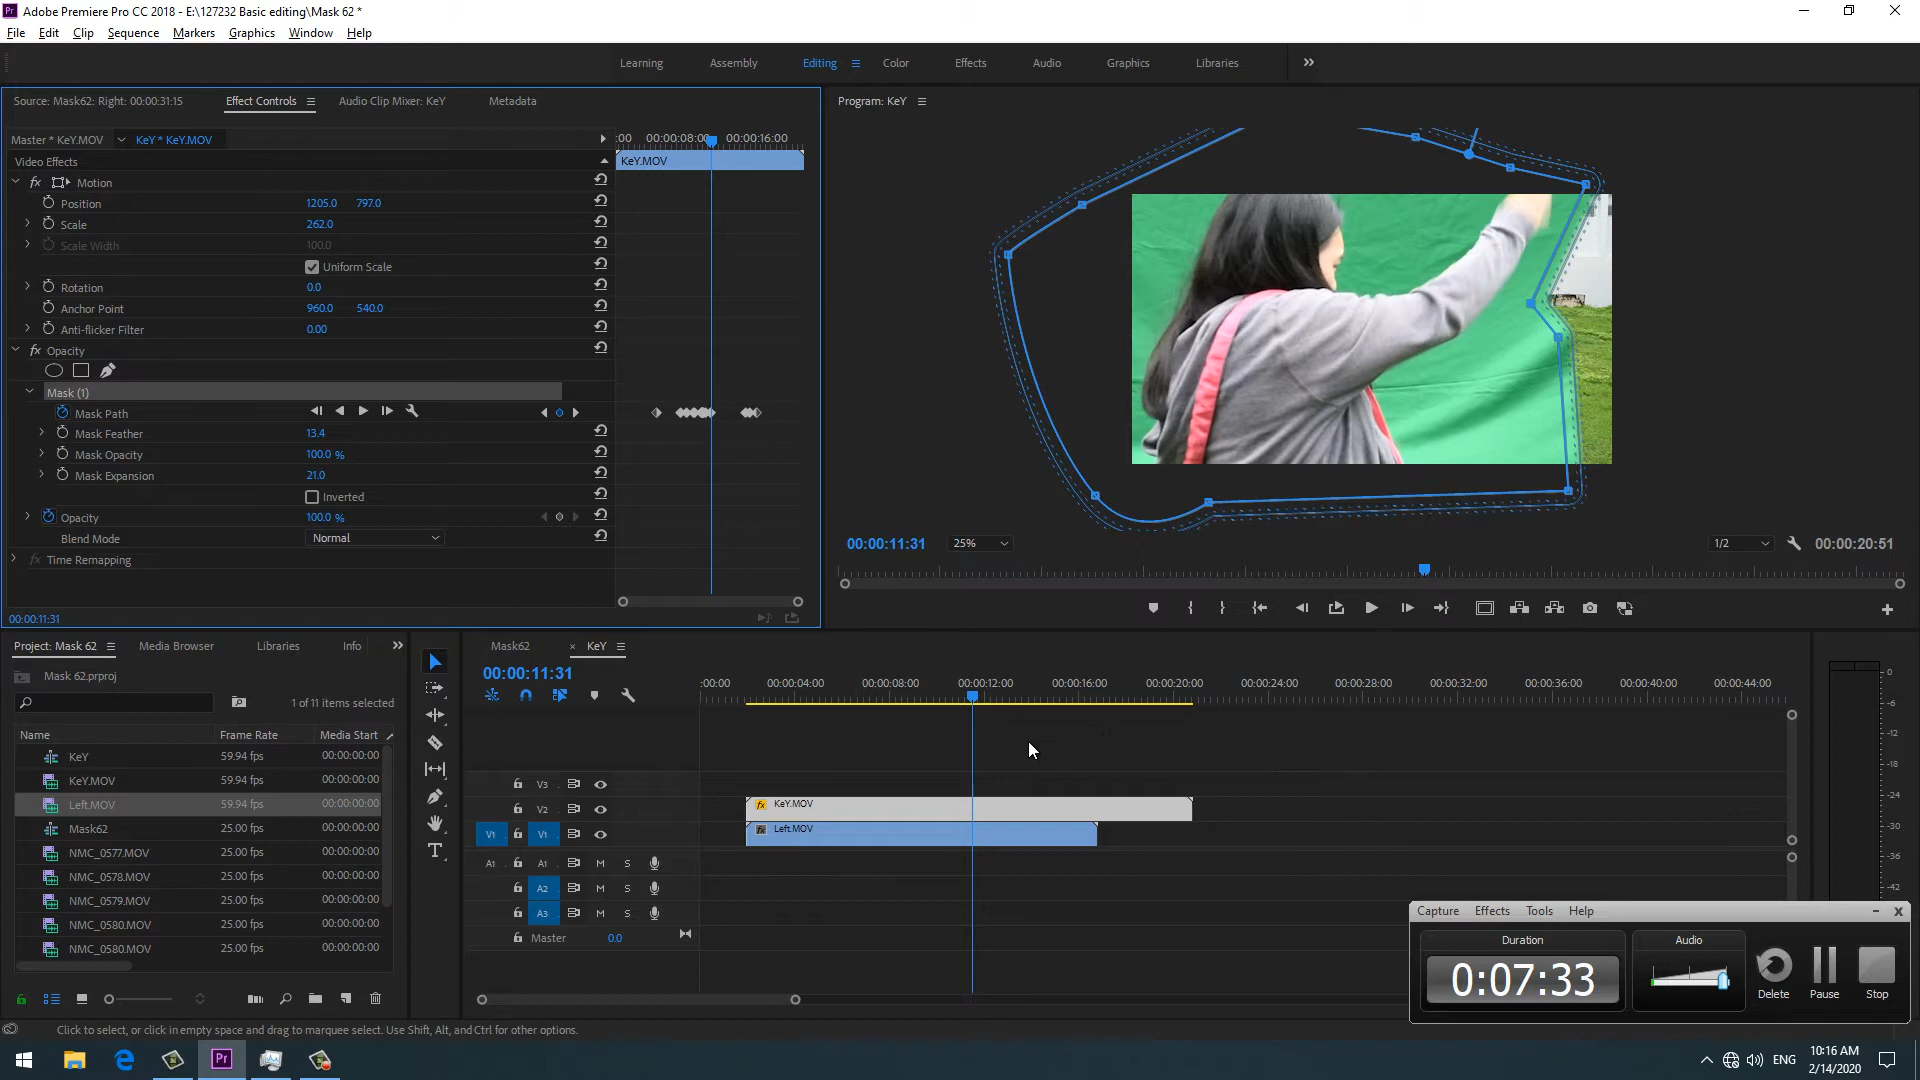 Adobe Premiere Pro CC 2018 - E:\127232 Basic editing\Mask 62 *
File Edit Clip Sequence Markers Graphics Window Help
Learning Assembly Editing Color Effects Audio Graphics Libraries
Source: Mask62: Right: 00:00:31:15 Effect Controls Audio Clip Mixer: KeY Metadata
Program: KeY
Master * KeY.MOV KeY * KeY.MOV
:00 00:00:08:00 00:00:16:00
Video Effects
KeY.MOV
fx Motion
Position 1205.0 797.0
Scale 262.0
Scale Width 100.0
Uniform Scale
Rotation 0.0
Anchor Point 960.0 540.0
Anti-flicker Filter 0.00
fx Opacity
Mask (1)
Mask Path
Mask Feather 13.4
Mask Opacity 100.0 %
Mask Expansion 21.0
Inverted
Opacity 100.0 %
Blend Mode Normal
fx Time Remapping
00:00:11:31
00:00:11:31 25% 1/2 00:00:20:51
Project: Mask 62 Media Browser Libraries Info
Mask 62.prproj
1 of 11 items selected
Name Frame Rate Media Start
KeY 59.94 fps 00:00:00:00
KeY.MOV 59.94 fps 00:00:00:00
Left.MOV 59.94 fps 00:00:00:00
Mask62 25.00 fps 00:00:00:00
NMC_0577.MOV 25.00 fps 00:00:00:00
NMC_0578.MOV 25.00 fps 00:00:00:00
NMC_0579.MOV 25.00 fps 00:00:00:00
NMC_0580.MOV 25.00 fps 00:00:00:00
NMC_0580.MOV 25.00 fps 00:00:00:00
Mask62 × KeY
00:00:11:31
:00:00 00:00:04:00 00:00:08:00 00:00:12:00 00:00:16:00 00:00:20:00 00:00:24:00 00:00:28:00 00:00:32:00 00:00:36:00 00:00:40:00 00:00:44:00
V3
V2 fx KeY.MOV
V1 V1 fx Left.MOV
A1 A1 M S
A2 M S
A3 M S
Master 0.0
0
-6
-12
-18
-24
-30
-36
-42
Capture Effects Tools Help
Duration Audio
0:07:33
Delete Pause Stop
Click to select, or click in empty space and drag to marquee select. Use Shift, Alt, and Ctrl for other options.
Pr
ENG
10:16 AM
2/14/2020